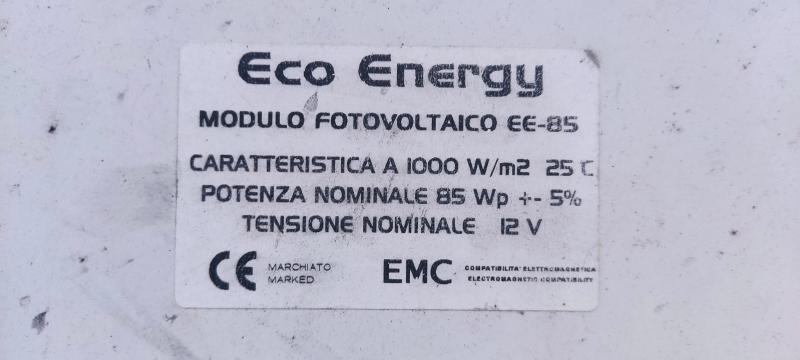 Eco Energy
MODULO FOTOVOLTAICO EE-85
CARATTERISTICA A 1000 W/m2 25 C
POTENZA NOMINALE 85 Wp +- 5%
TENSIONE NOMINALE 12 V
CE MARCHIATO
MARKED
EMC COMPATIBILITA' ELETTROMAGNETICA
ELECTROMAGNETIC COMPATIBILITY